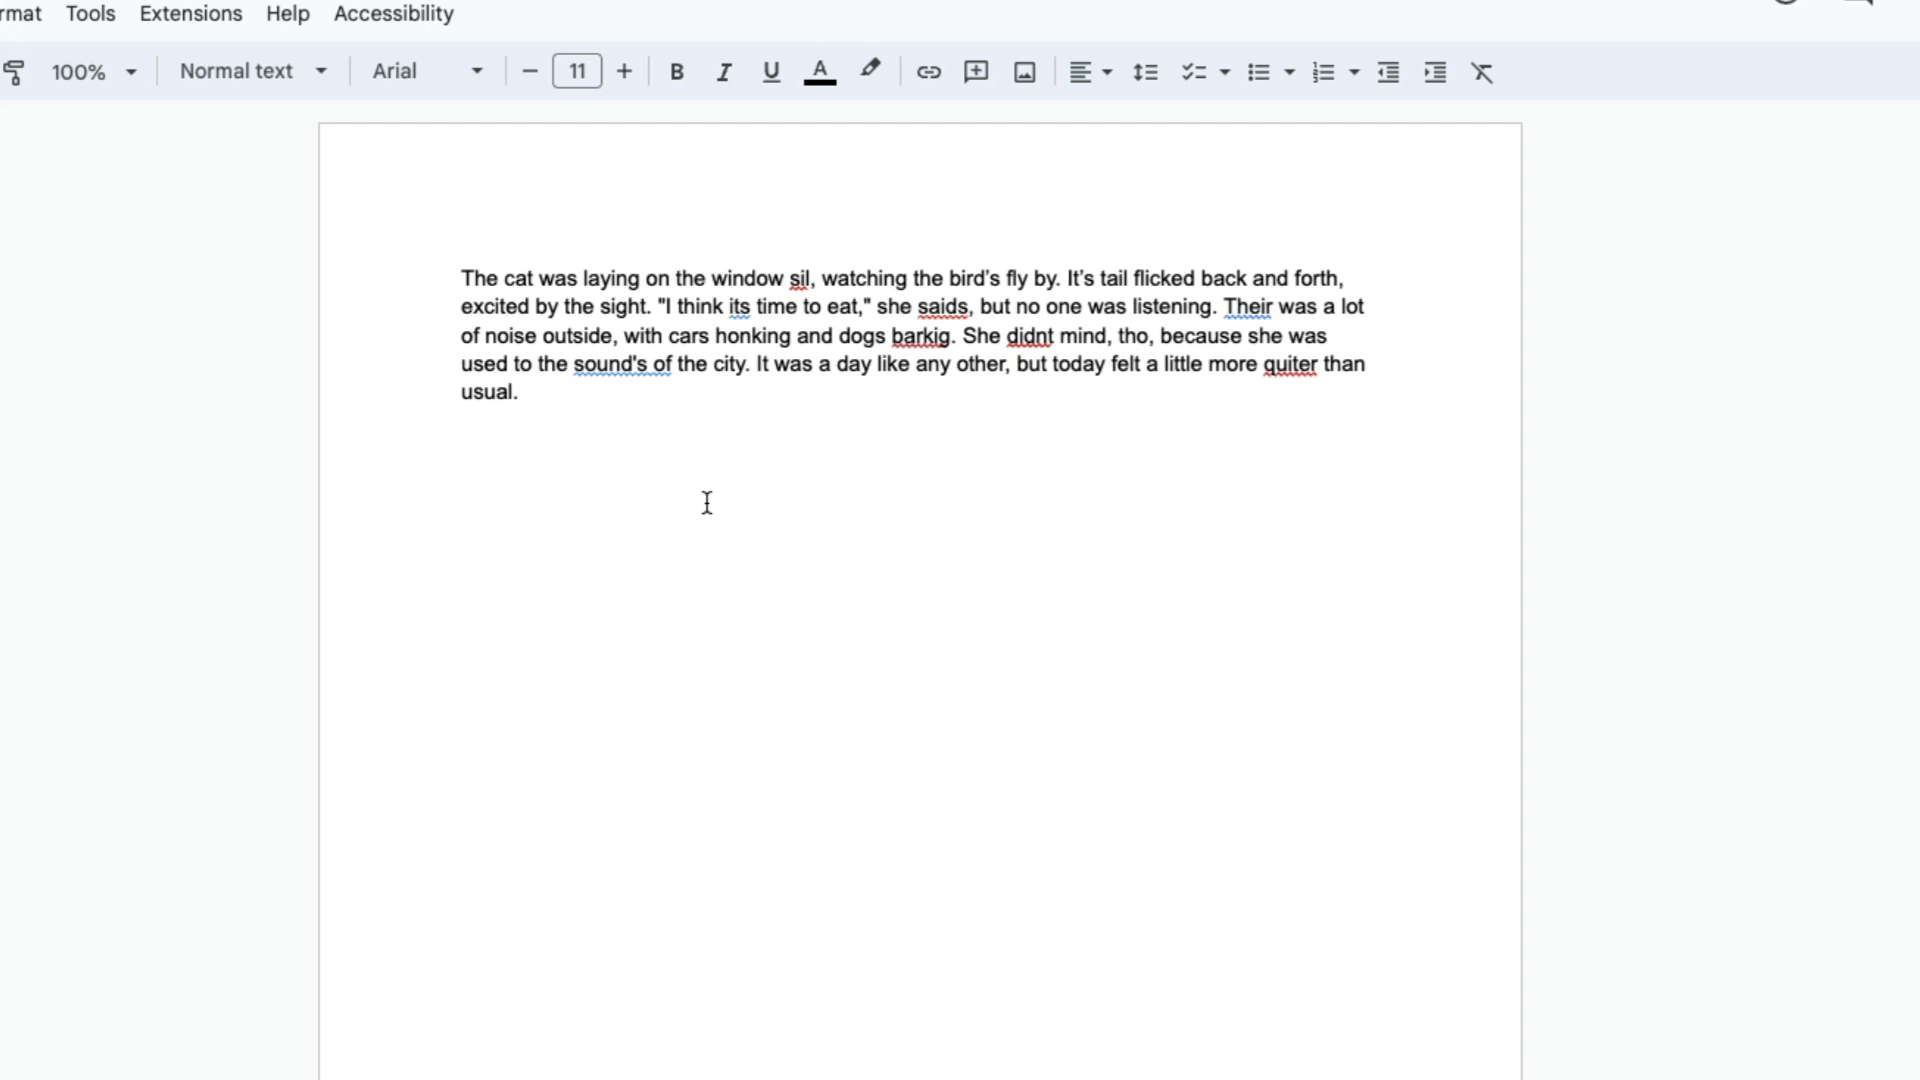 rmat Tools Extensions Help Accessibility
100% Normal text Arial 11 B I U A
The cat was laying on the window sil, watching the bird's fly by. It's tail flicked back and forth,
excited by the sight. "I think its time to eat," she saids, but no one was listening. Their was a lot
of noise outside, with cars honking and dogs barkig. She didnt mind, tho, because she was
used to the sound's of the city. It was a day like any other, but today felt a little more quiter than
usual.